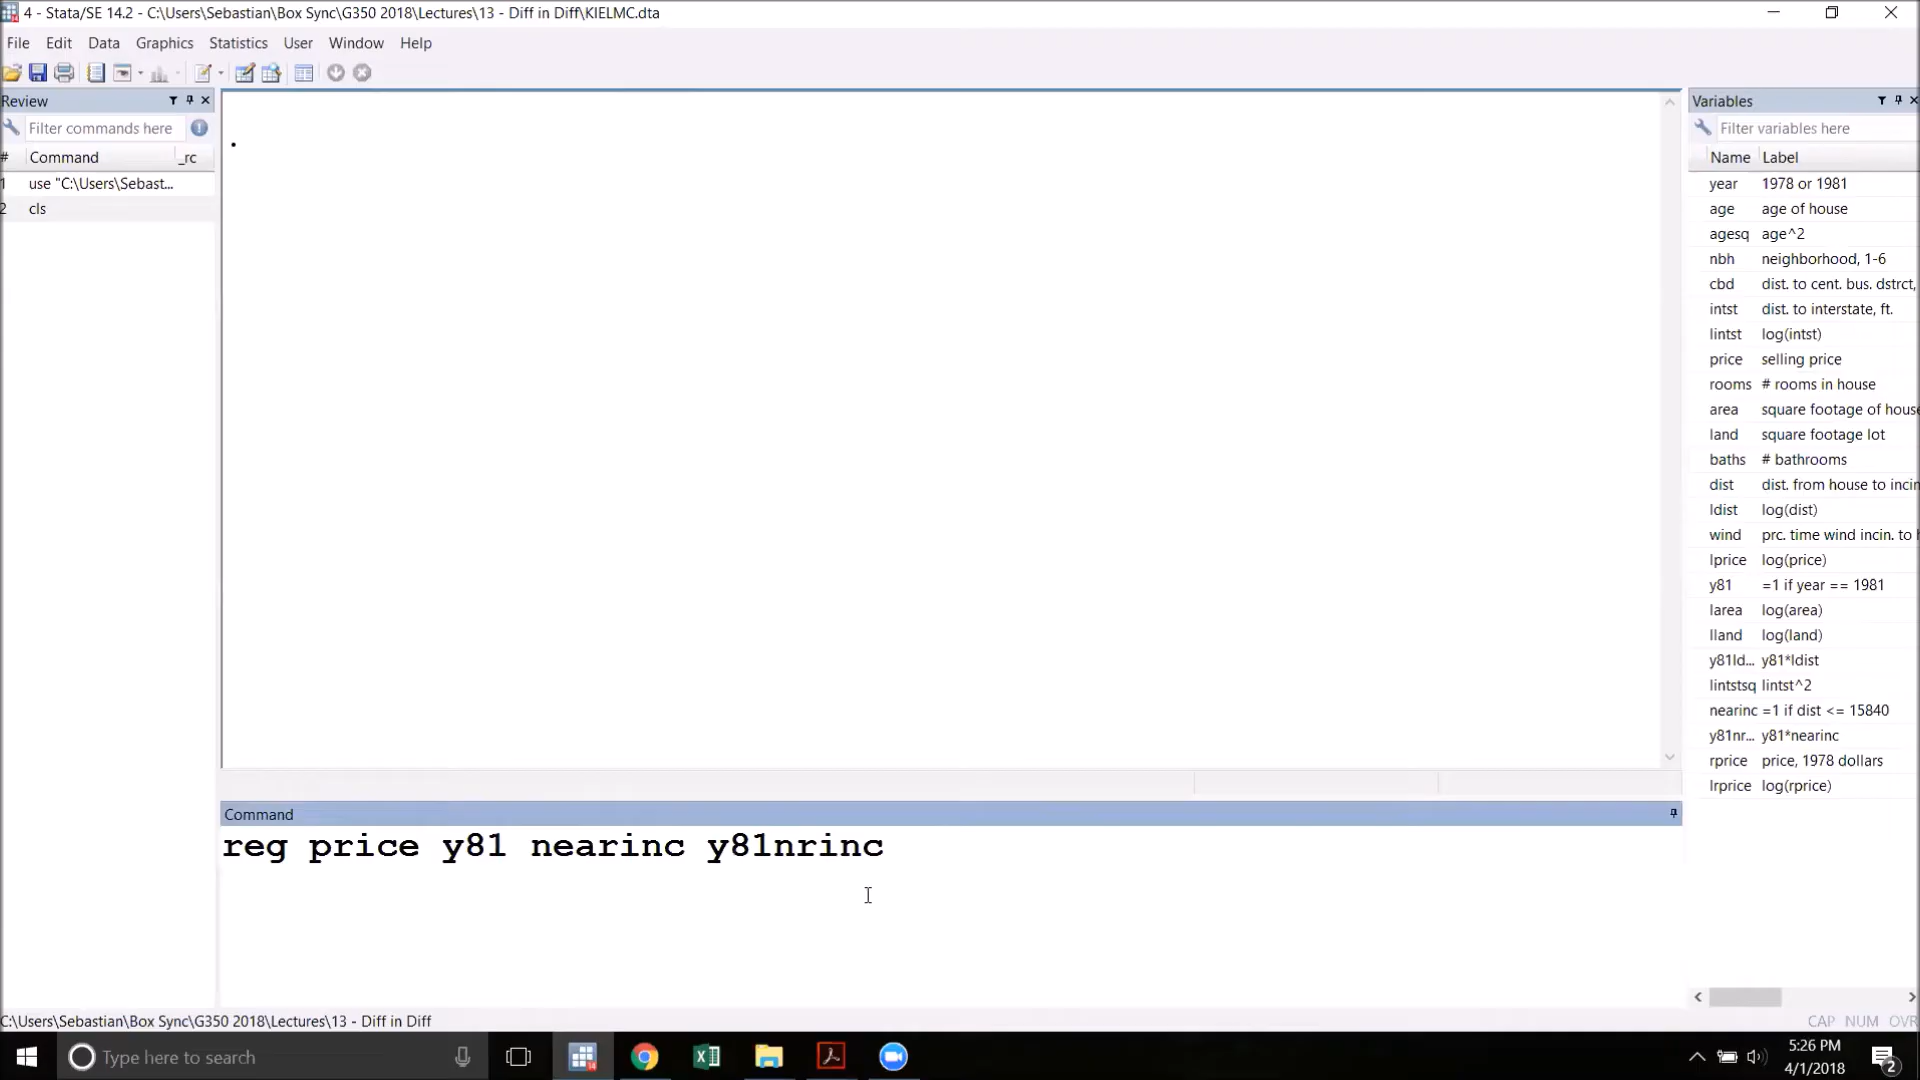 4 - Stata/SE 14.2 - C:\Users\Sebastian\Box Sync\G350 2018\Lectures\13 - Diff in Diff\KIELMC.dta
File Edit Data Graphics Statistics User Window Help
Review
Filter commands here
# Command _rc
1 use "C:\Users\Sebast...
2 cls
.
Variables
Filter variables here
Name Label
year 1978 or 1981
age age of house
agesq age^2
nbh neighborhood, 1-6
cbd dist. to cent. bus. dstrct,
intst dist. to interstate, ft.
lintst log(intst)
price selling price
rooms # rooms in house
area square footage of house
land square footage lot
baths # bathrooms
dist dist. from house to incin
ldist log(dist)
wind prc. time wind incin. to h
lprice log(price)
y81 =1 if year == 1981
larea log(area)
lland log(land)
y81ld... y81*ldist
lintstsq lintst^2
nearinc =1 if dist <= 15840
y81nr... y81*nearinc
rprice price, 1978 dollars
lrprice log(rprice)
Command
reg price y81 nearinc y81nrinc
C:\Users\Sebastian\Box Sync\G350 2018\Lectures\13 - Diff in Diff
CAP NUM OVR
Type here to search
5:26 PM
4/1/2018
2